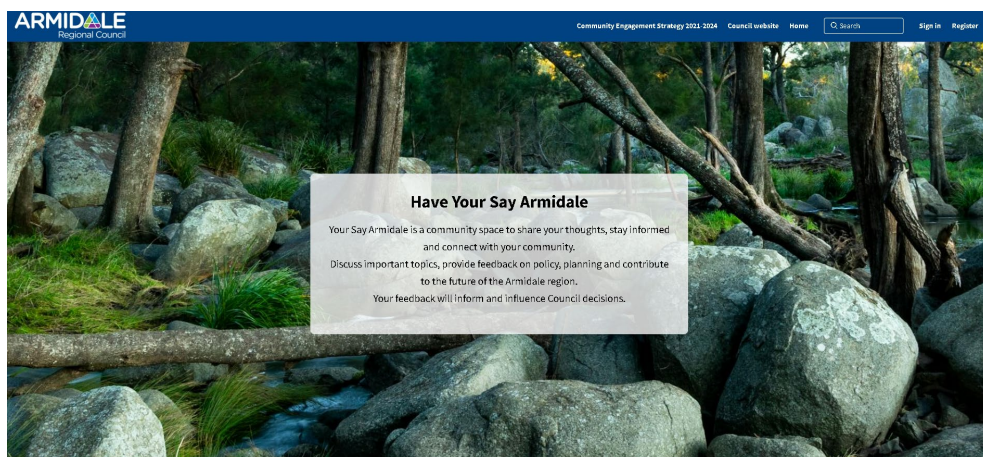 ARMIDALE
Regional Council
Community Engagement Strategy 2021-2024 Council website Home Search Sign in Register
Have Your Say Armidale
Your Say Armidale is a community space to share your thoughts, stay informed
and connect with your community.
Discuss important topics, provide feedback on policy, planning and contribute
to the future of the Armidale region.
Your feedback will inform and influence Council decisions.